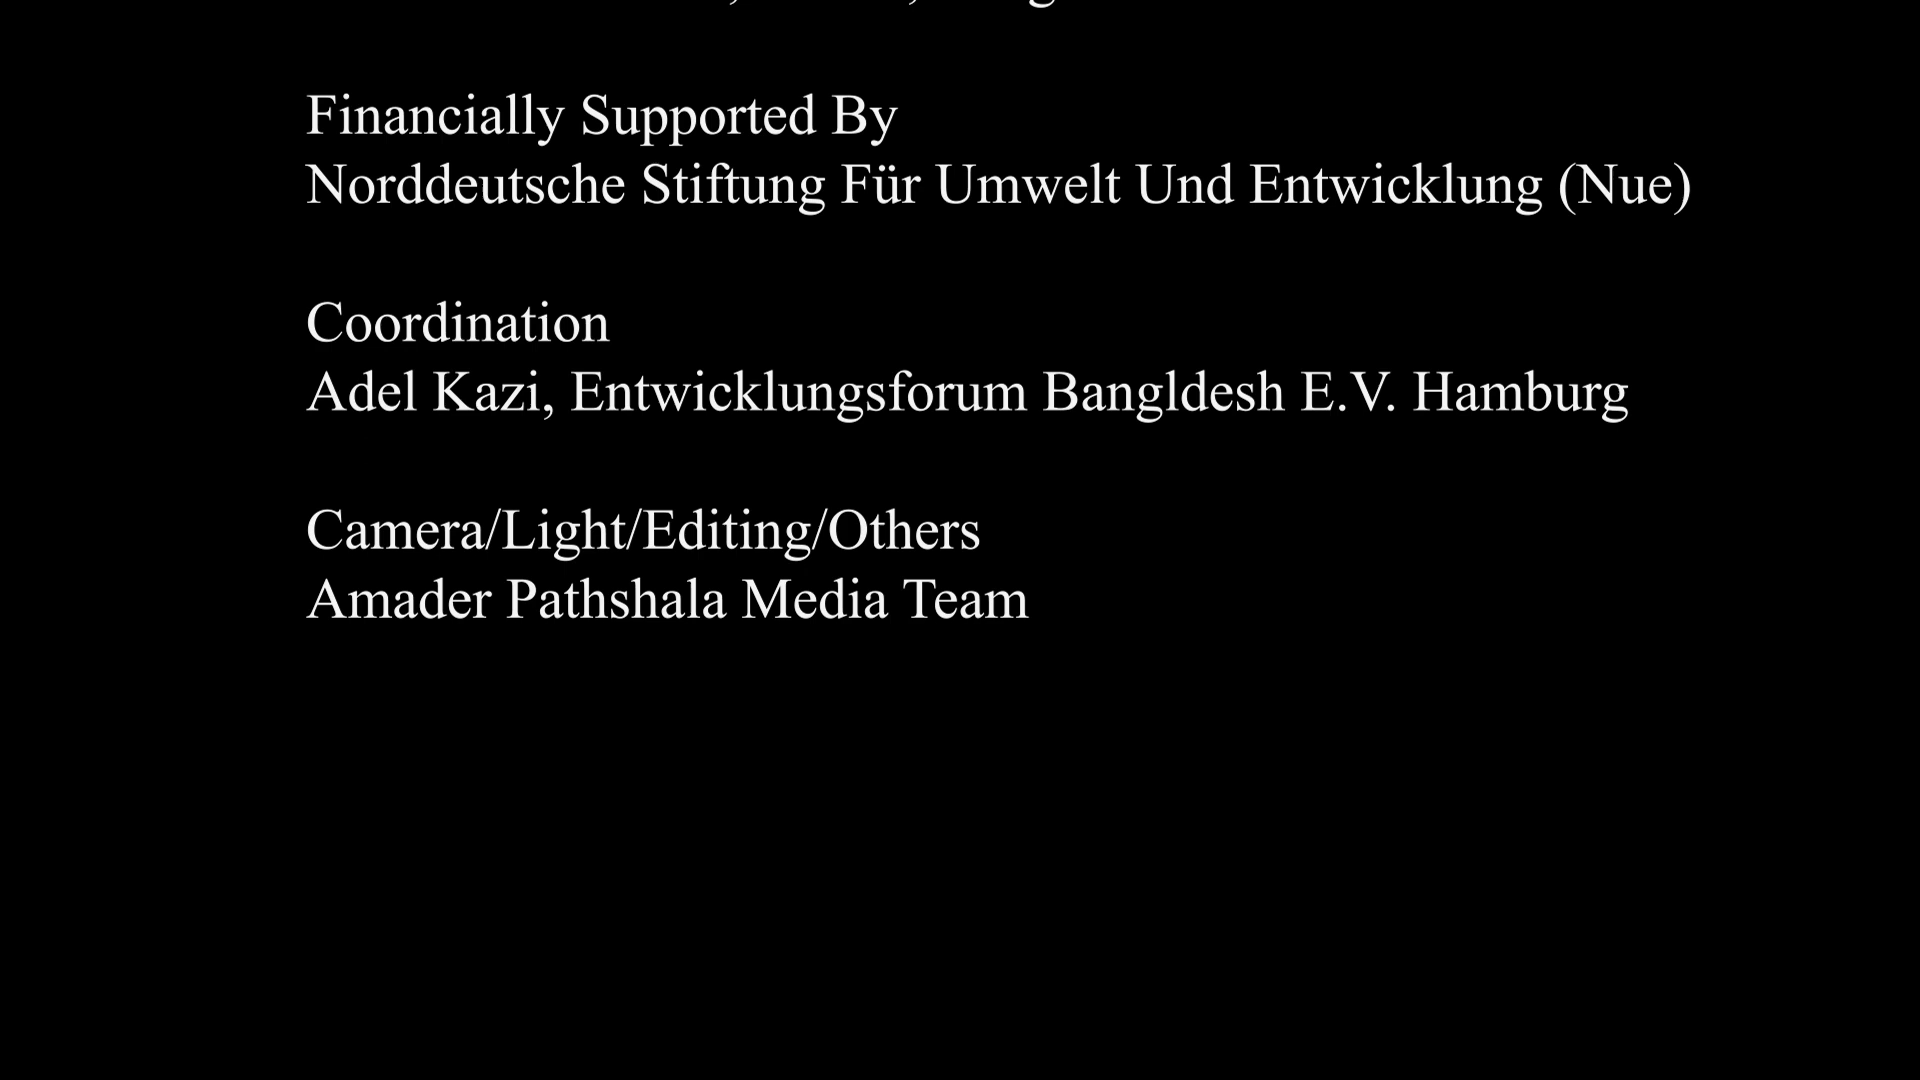 Financially Supported By
Norddeutsche Stiftung Für Umwelt Und Entwicklung (Nue)
Coordination
Adel Kazi, Entwicklungsforum Bangldesh E.V. Hamburg
Camera/Light/Editing/Others
Amader Pathshala Media Team